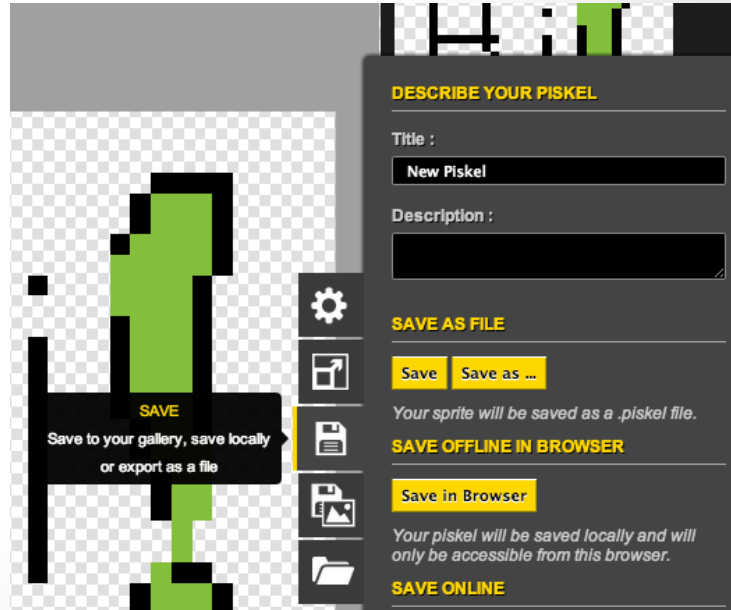 DESCRIBE YOUR PISKEL
Title :
New Piskel
Description :
SAVE AS FILE
Save
Save as ...
Your sprite will be saved as a .piskel file.
SAVE
Save to your gallery, save locally
or export as a file
SAVE OFFLINE IN BROWSER
Save in Browser
Your piskel will be saved locally and will
only be accessible from this browser.
SAVE ONLINE